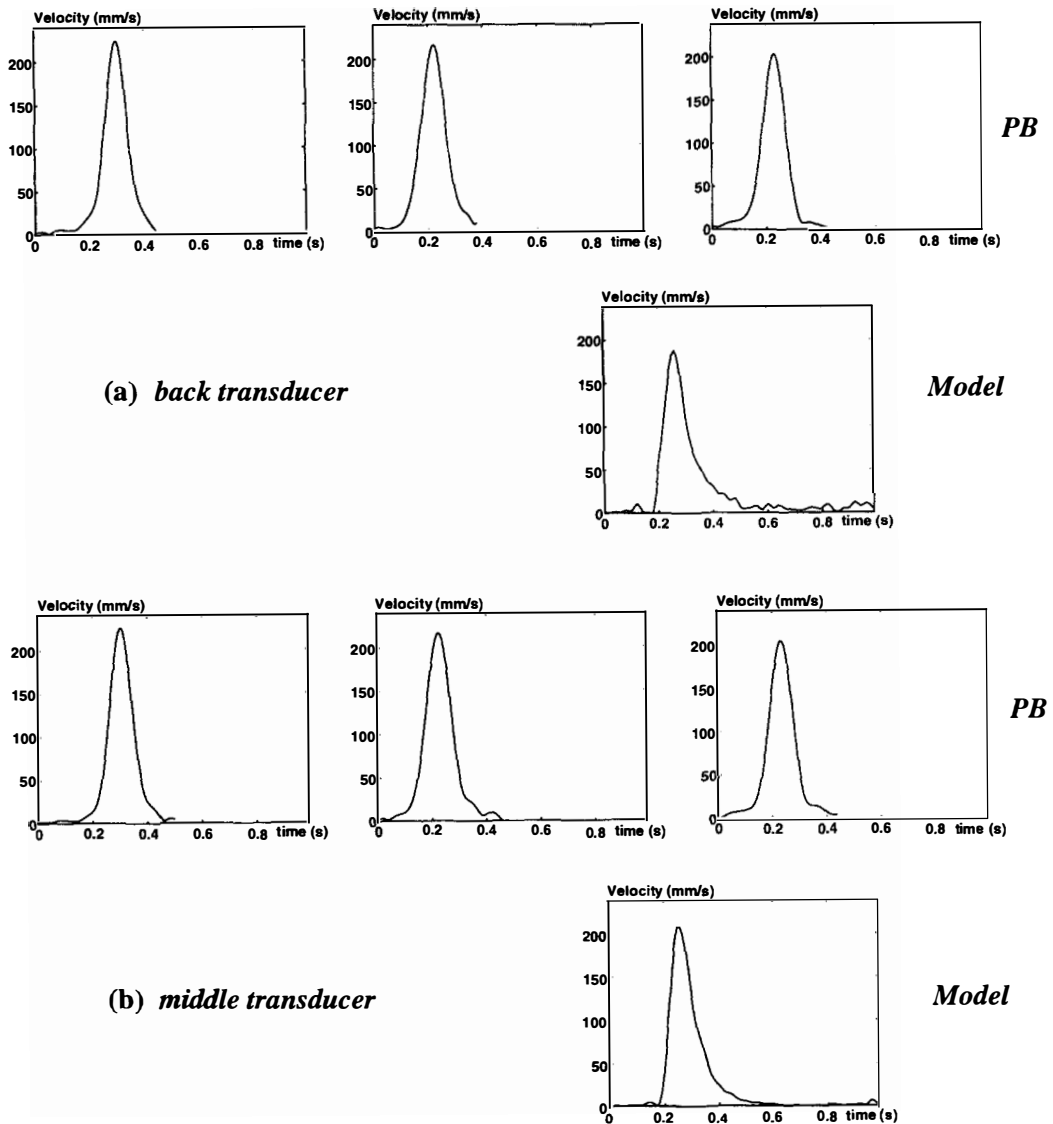 Velocity (mm/s) Velocity (mm/s) Velocity (mm/s)
200 200 200
150 150 150
100 100 100
50 50 50
0 0 0
0 0.2 0.4 0.6 0.8 time (s) 0 0.2 0.4 0.6 0.8 time (s) 0 0.2 0.4 0.6 0.8 time (s)
PB
Velocity (mm/s)
200
150
100
50
0
0 0.2 0.4 0.6 0.8 time (s)
(a) back transducer
Model
Velocity (mm/s) Velocity (mm/s) Velocity (mm/s)
200 200 200
150 150 150
100 100 100
50 50 50
0 0 0
0 0.2 0.4 0.6 0.8 time (s) 0 0.2 0.4 0.6 0.8 time (s) 0 0.2 0.4 0.6 0.8 time (s)
PB
Velocity (mm/s)
200
150
100
50
0
0 0.2 0.4 0.6 0.8 time (s)
(b) middle transducer
Model